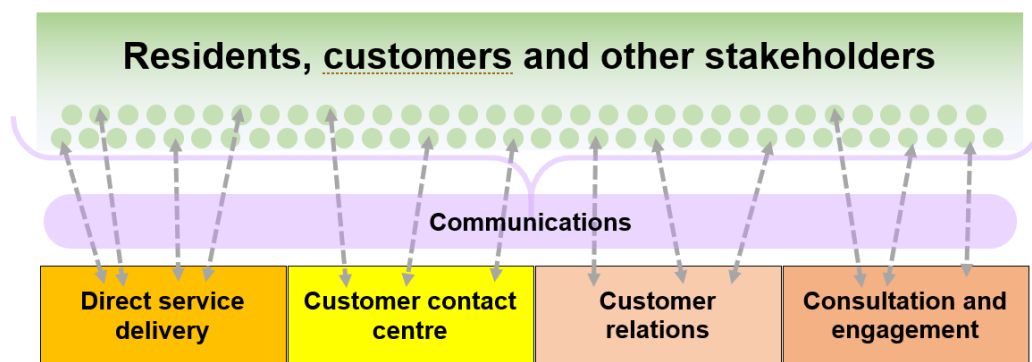 Residents, customers and other stakeholders
Communications
Direct service
delivery
Customer contact
centre
Customer
relations
Consultation and
engagement